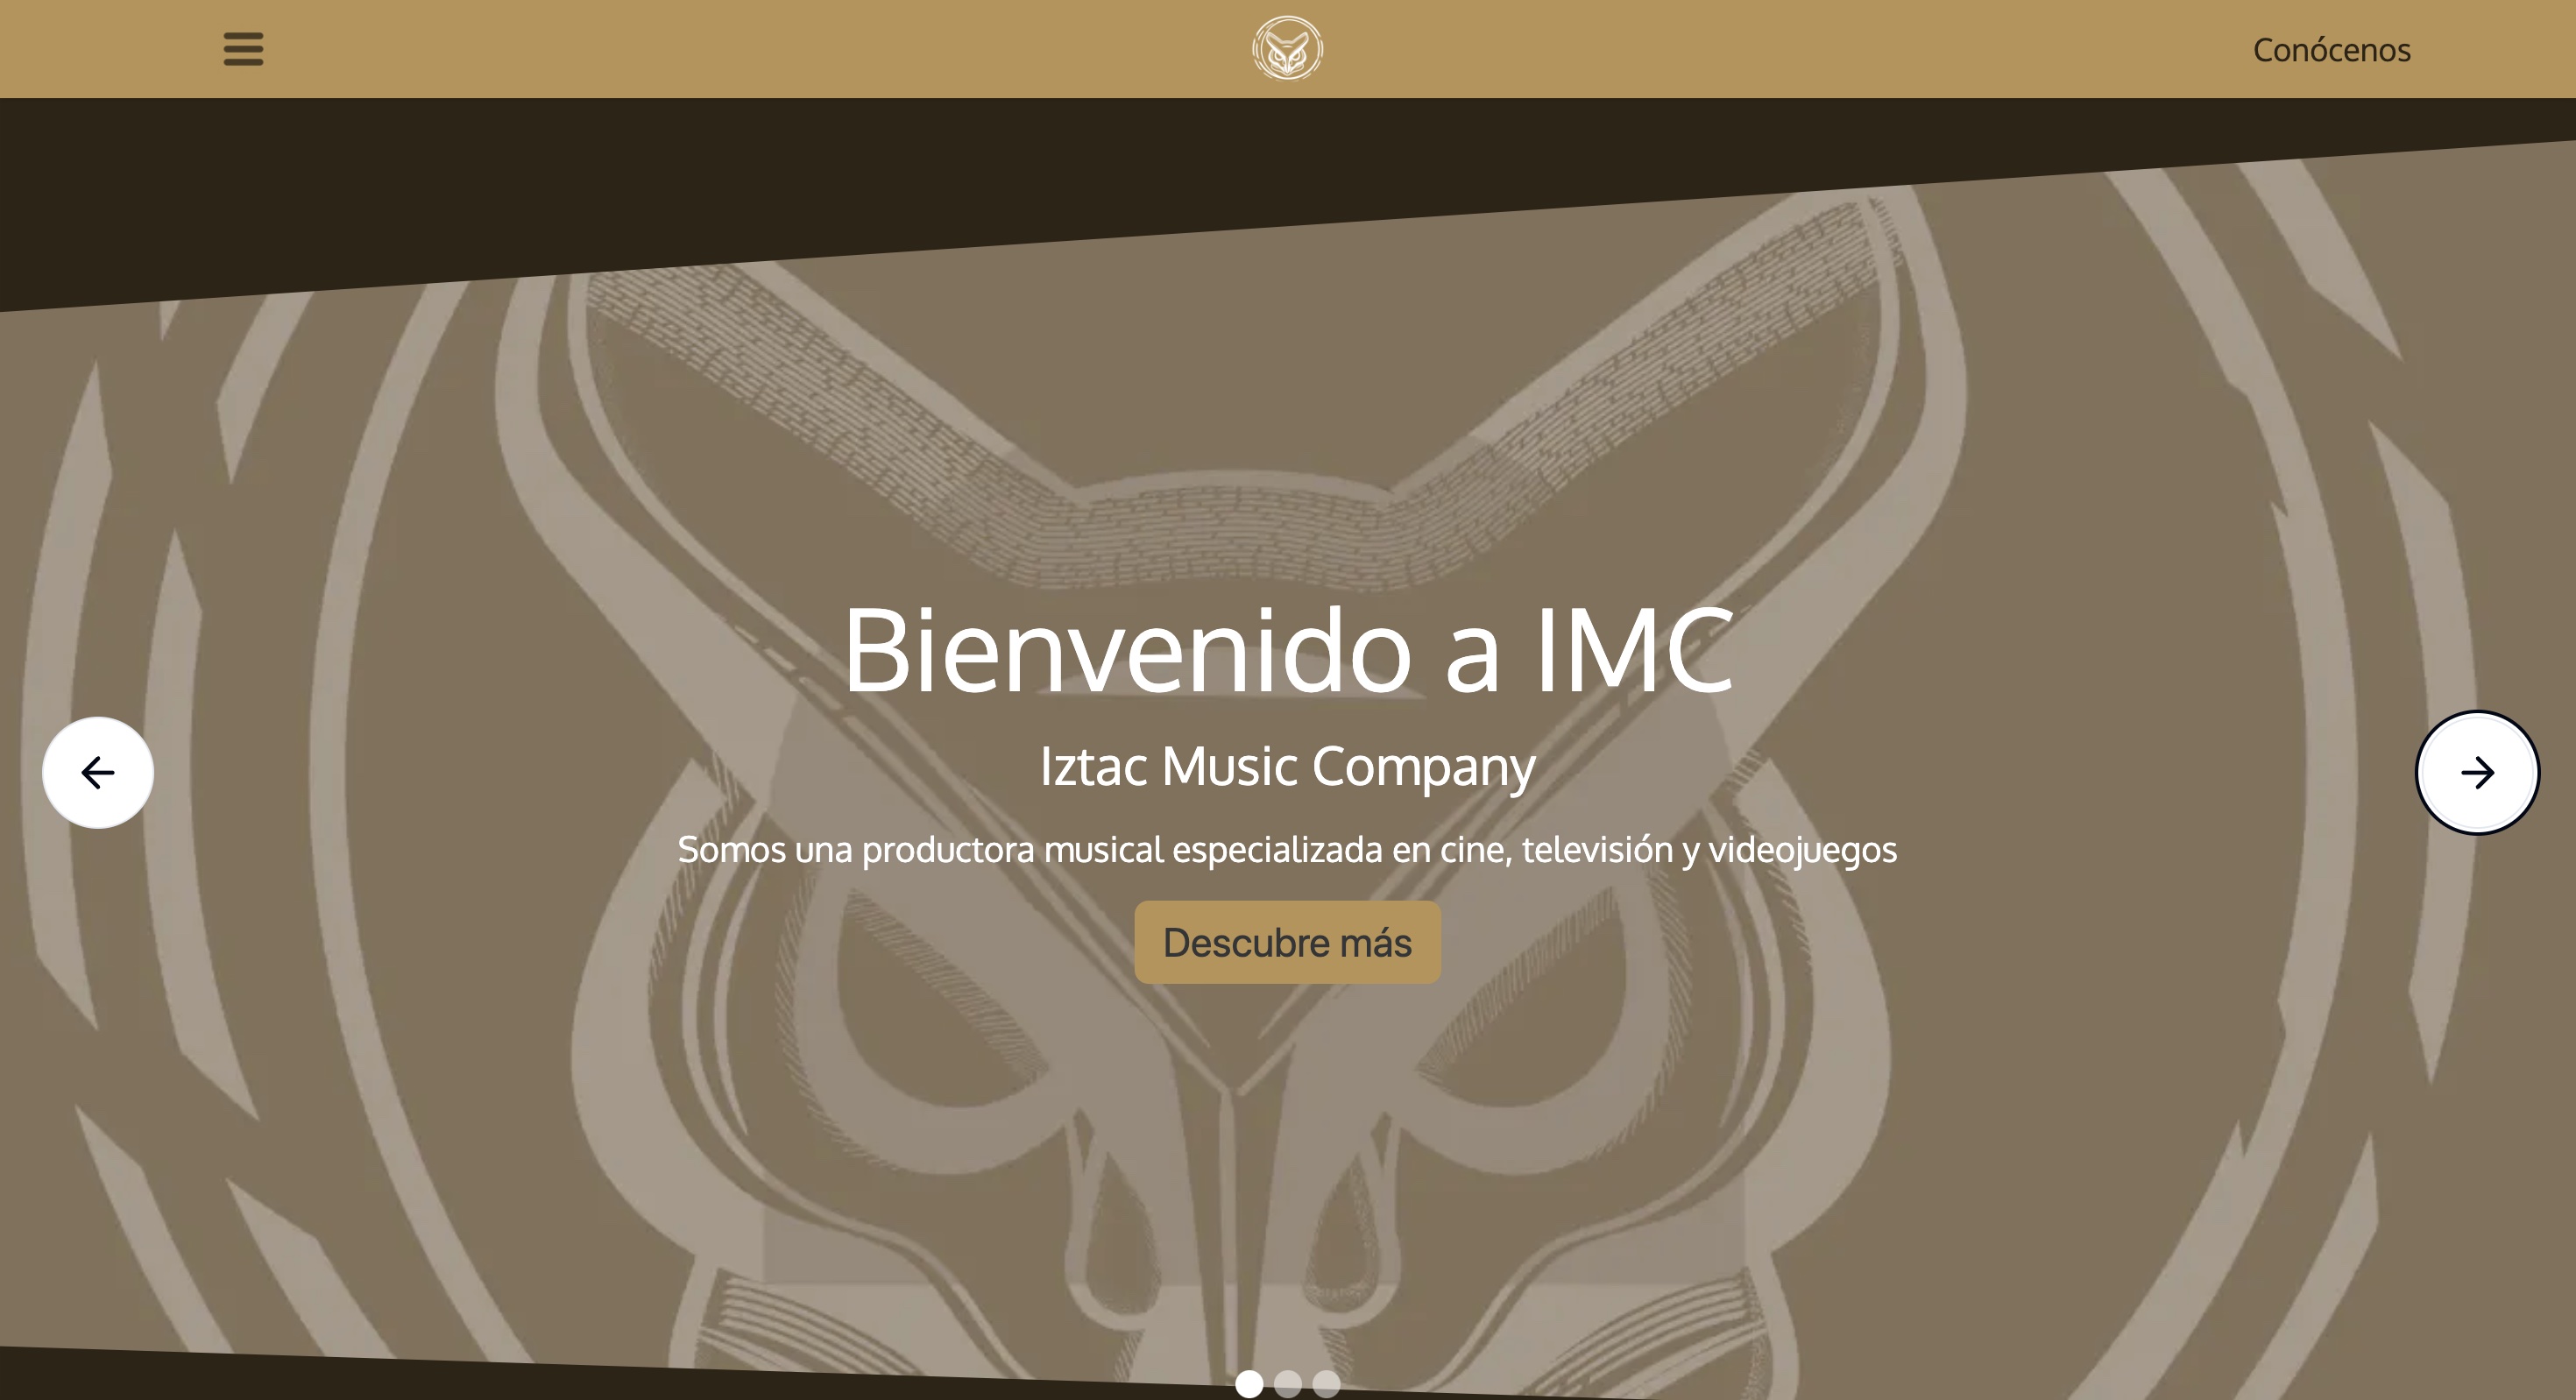 Conócenos
Bienvenido a IMC
Iztac Music Company
Somos una productora musical especializada en cine, televisión y videojuegos
Descubre más